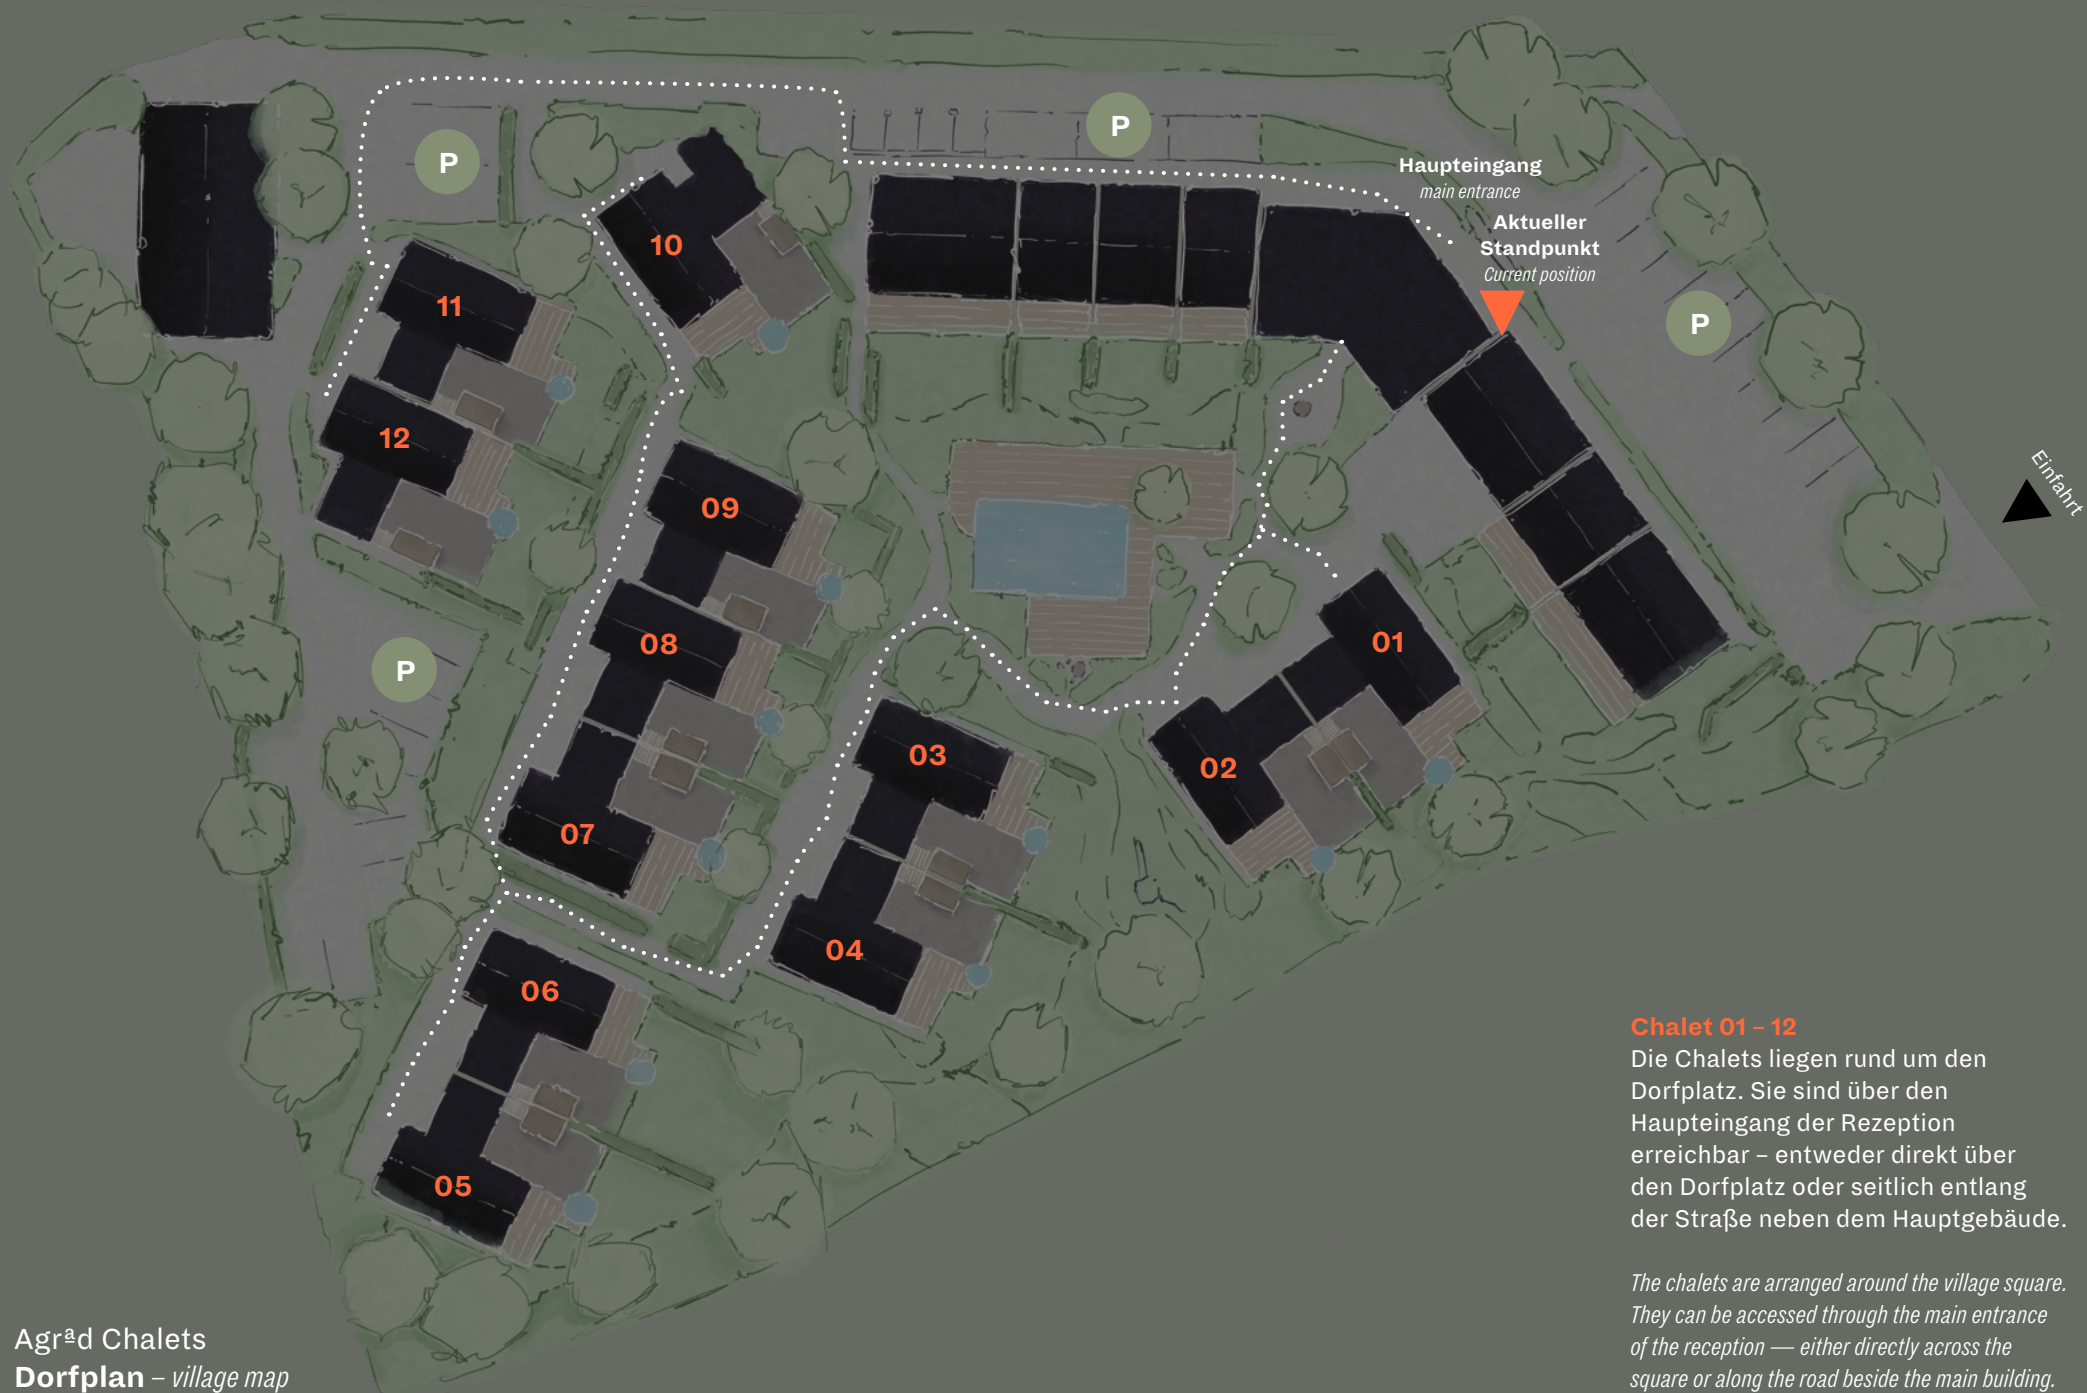 P
P
Haupteingang
main entrance
Aktueller
Standpunkt
Current position
10
11
P
12
Einfahrt
09
08
01
P
03
02
07
04
06
05
Chalet 01 – 12
Die Chalets liegen rund um den
Dorfplatz. Sie sind über den
Haupteingang der Rezeption
erreichbar – entweder direkt über
den Dorfplatz oder seitlich entlang
der Straße neben dem Hauptgebäude.
The chalets are arranged around the village square.
They can be accessed through the main entrance
of the reception — either directly across the
square or along the road beside the main building.
Agrªd Chalets
Dorfplan – village map